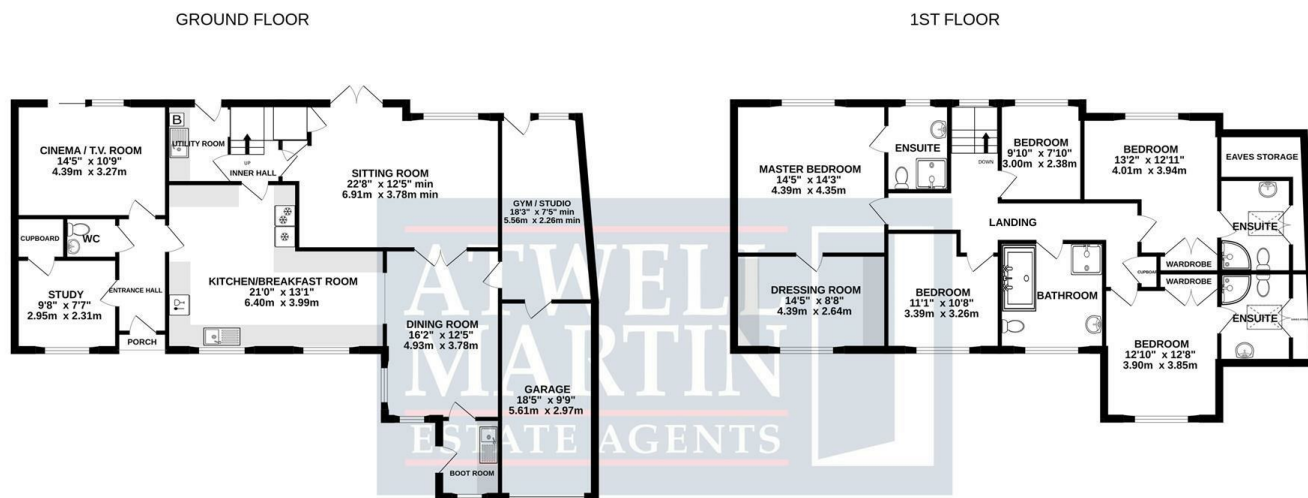 GROUND FLOOR
CINEMA / T.V. ROOM
14'5" x 10'9"
4.39m x 3.27m
B
UTILITY ROOM
UP
INNER HALL
SITTING ROOM
22'8" x 12'5" min
6.91m x 3.78m min
GYM / STUDIO
18'3" x 7'5" min
5.56m x 2.26m min
CUPBOARD
WC
STUDY
9'8" x 7'7"
2.95m x 2.31m
ENTRANCE HALL
PORCH
KITCHEN/BREAKFAST ROOM
21'0" x 13'1"
6.40m x 3.99m
DINING ROOM
16'2" x 12'5"
4.93m x 3.78m
GARAGE
18'5" x 9'9"
5.61m x 2.97m
BOOT ROOM
1ST FLOOR
MASTER BEDROOM
14'5" x 14'3"
4.39m x 4.35m
ENSUITE
DOWN
BEDROOM
9'10" x 7'10"
3.00m x 2.38m
BEDROOM
13'2" x 12'11"
4.01m x 3.94m
EAVES STORAGE
LANDING
ENSUITE
WARDROBE
CUPBOARD
WARDROBE
DRESSING ROOM
14'5" x 8'8"
4.39m x 2.64m
BEDROOM
11'1" x 10'8"
3.39m x 3.26m
BATHROOM
ENSUITE
BEDROOM
12'10" x 12'8"
3.90m x 3.85m
ATWELL
MARTIN
ESTATE AGENTS